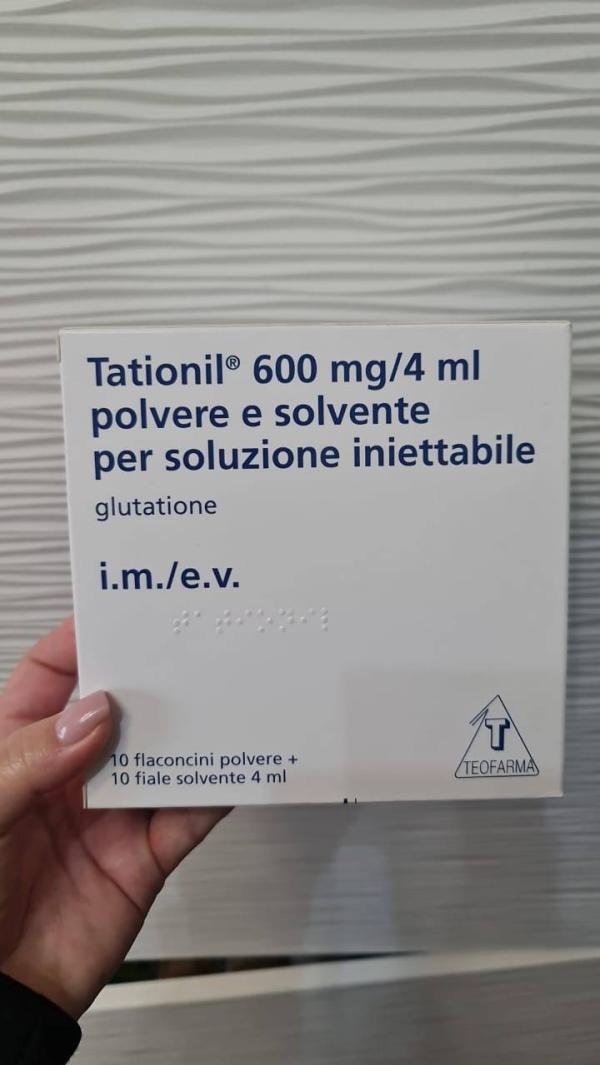 Tationil® 600 mg/4 ml
polvere e solvente
per soluzione iniettabile
glutatione
i.m./e.v.
10 flaconcini polvere +
10 fiale solvente 4 ml
T
TEOFARMA